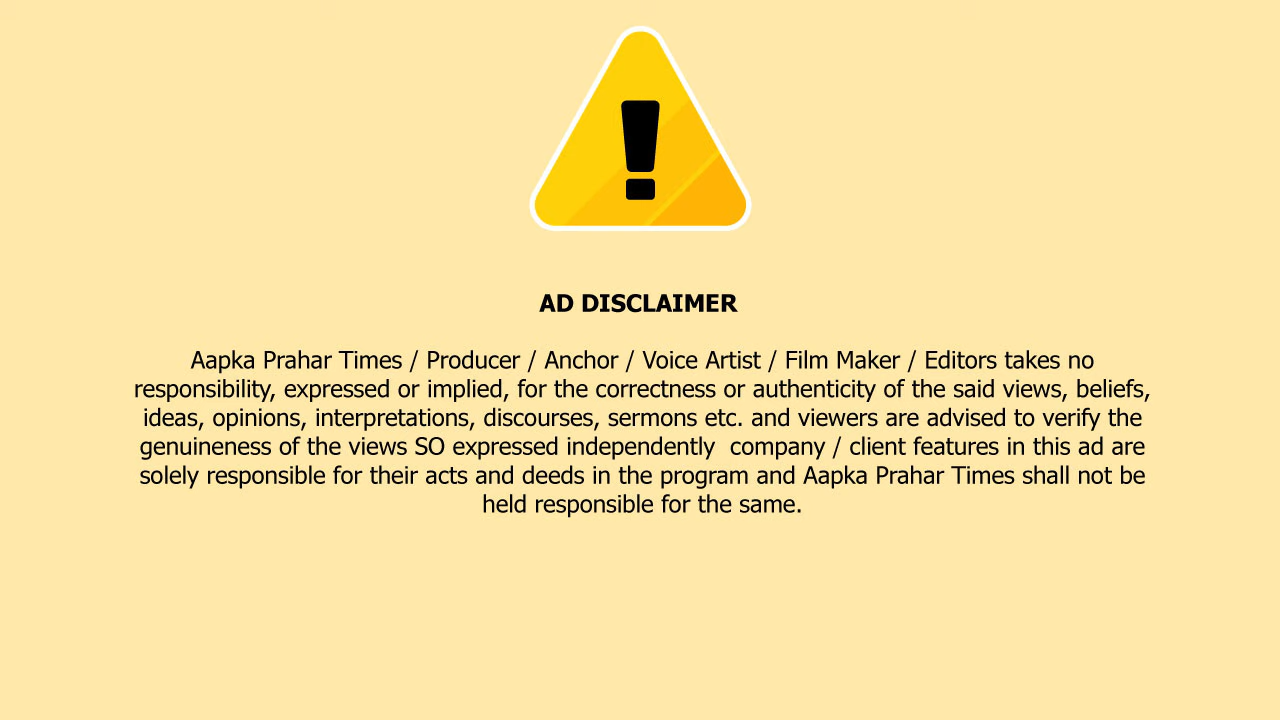 AD DISCLAIMER
Aapka Prahar Times / Producer / Anchor / Voice Artist / Film Maker / Editors takes no
responsibility, expressed or implied, for the correctness or authenticity of the said views, beliefs,
ideas, opinions, interpretations, discourses, sermons etc. and viewers are advised to verify the
genuineness of the views SO expressed independently  company / client features in this ad are
solely responsible for their acts and deeds in the program and Aapka Prahar Times shall not be
held responsible for the same.